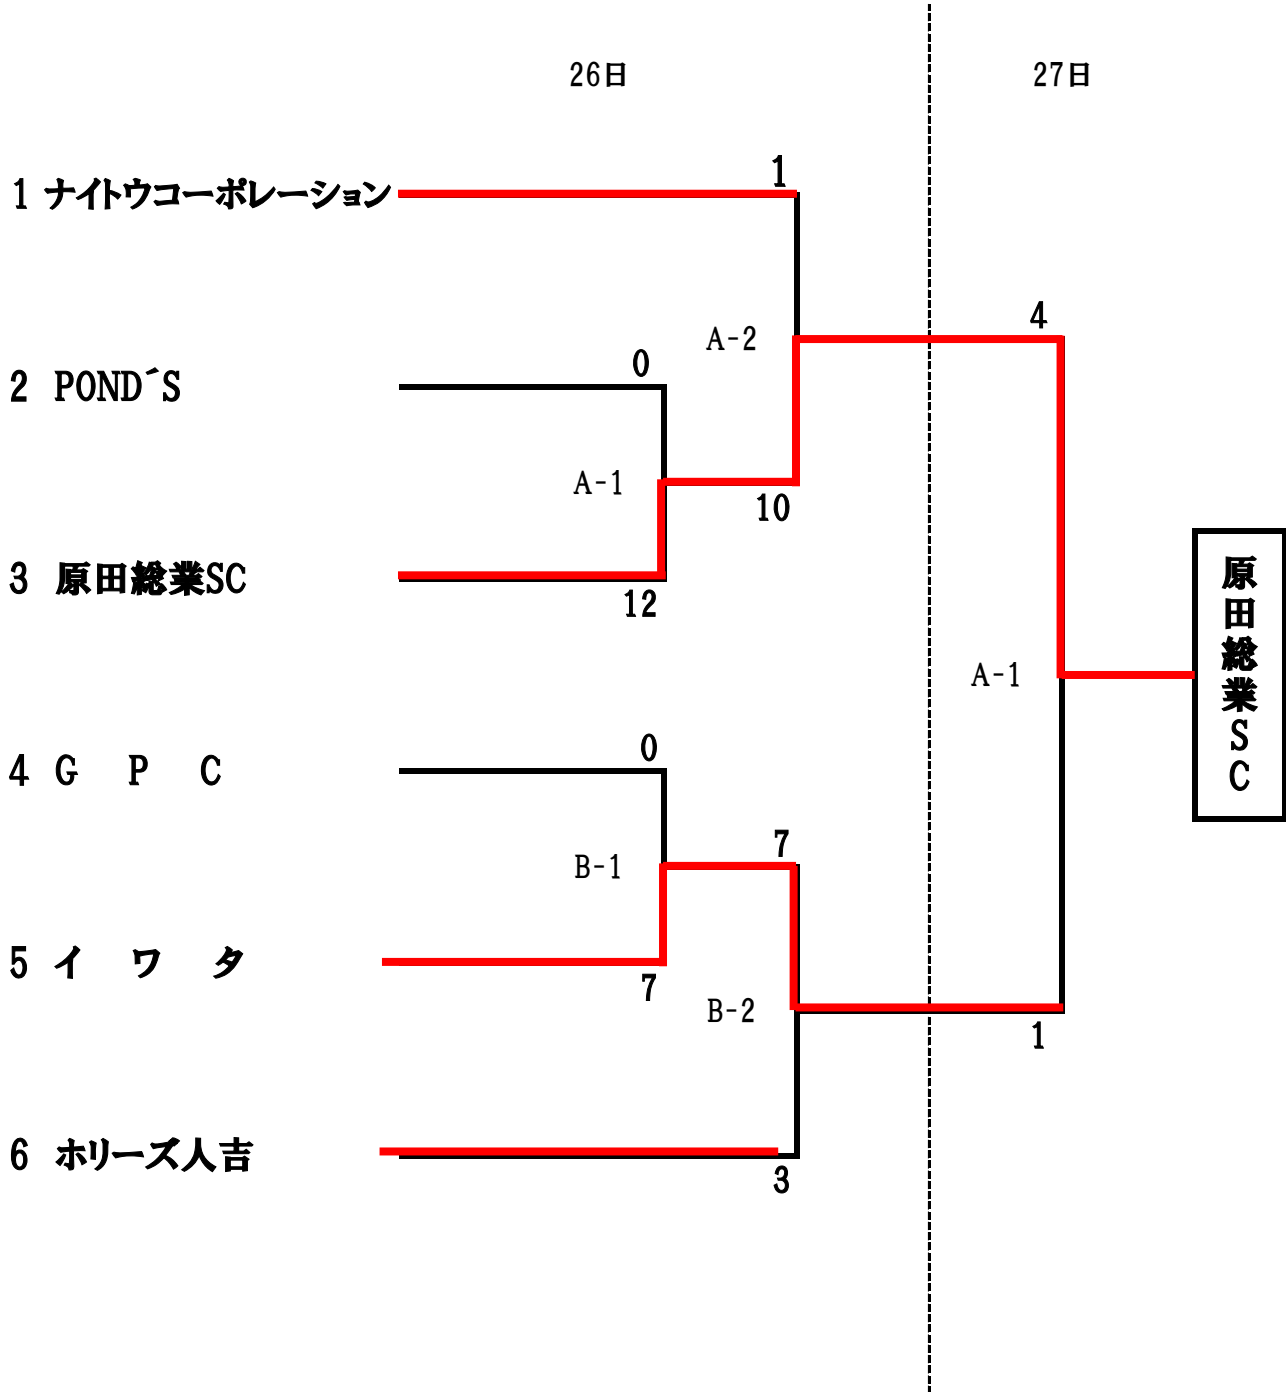 26日
27日
1
1 ナイトウコーポレーション
4
A-2
0
2 POND´S
A-1
10
3 原田総業SC
12
原田総業SC
A-1
0
4 G P C
7
B-1
5 イワタ
7
B-2
1
6 ホリーズ人吉
3